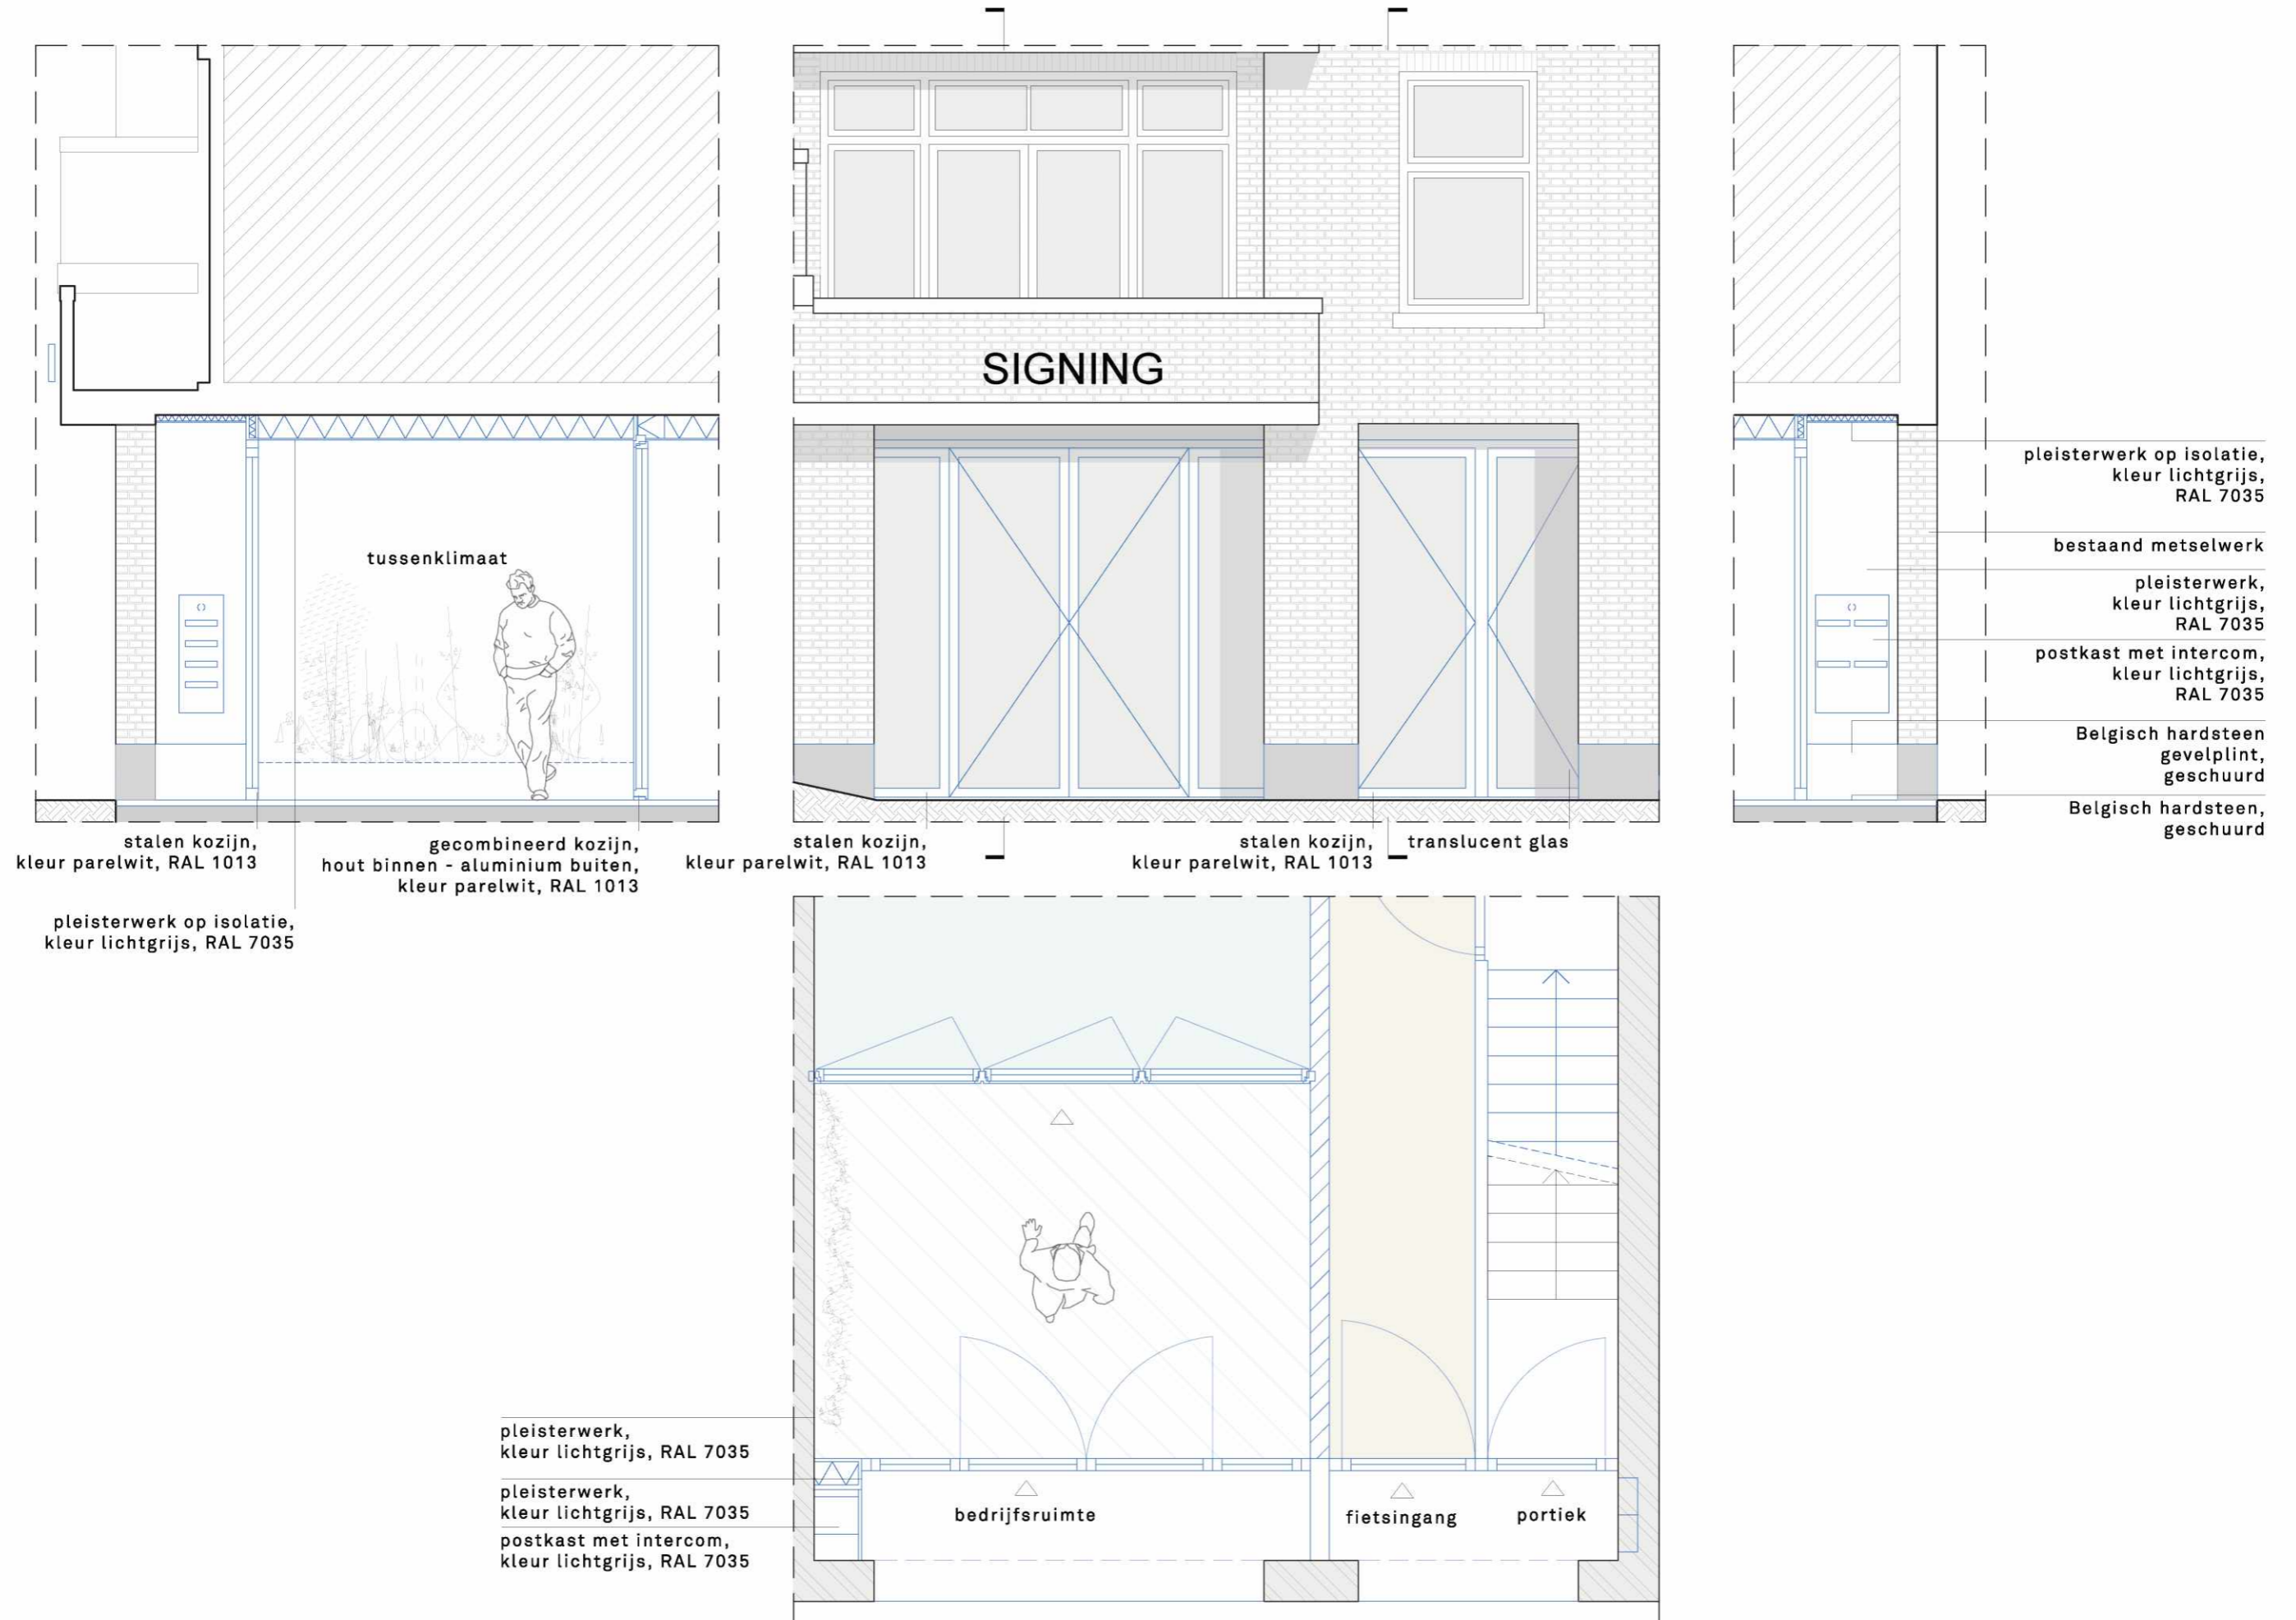 SIGNING
tussenklimaat
stalen kozijn,
kleur parelwit, RAL 1013
gecombineerd kozijn,
hout binnen - aluminium buiten,
kleur parelwit, RAL 1013
pleisterwerk op isolatie,
kleur lichtgrijs, RAL 7035
stalen kozijn,
kleur parelwit, RAL 1013
stalen kozijn,
kleur parelwit, RAL 1013
translucent glas
pleisterwerk op isolatie,
kleur lichtgrijs,
RAL 7035
bestaand metselwerk
pleisterwerk,
kleur lichtgrijs,
RAL 7035
postkast met intercom,
kleur lichtgrijs,
RAL 7035
Belgisch hardsteen
gevelplint,
geschuurd
Belgisch hardsteen,
geschuurd
pleisterwerk,
kleur lichtgrijs, RAL 7035
pleisterwerk,
kleur lichtgrijs, RAL 7035
postkast met intercom,
kleur lichtgrijs, RAL 7035
bedrijfsruimte
fietsingang
portiek